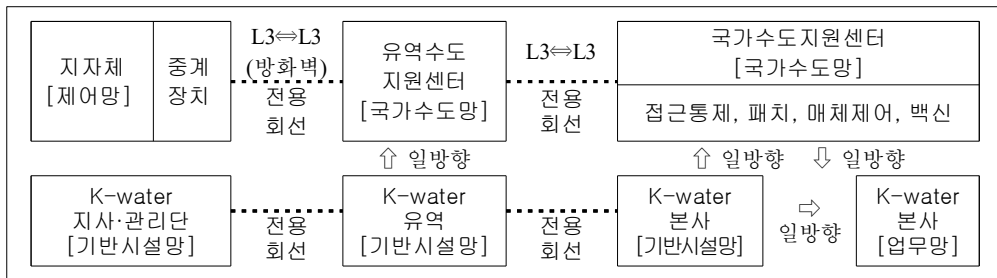 지자체
[제어망]
중계
장치
L3⇔L3
(방화벽)
전용
회선
유역수도
지원센터
[국가수도망]
L3⇔L3
전용
회선
국가수도지원센터
[국가수도망]
접근통제, 패치, 매체제어, 백신
⇧ 일방향
⇧ 일방향
⇩ 일방향
K-water
지사·관리단
[기반시설망]
전용
회선
K-water
유역
[기반시설망]
전용
회선
K-water
본사
[기반시설망]
⇨
일방향
K-water
본사
[업무망]